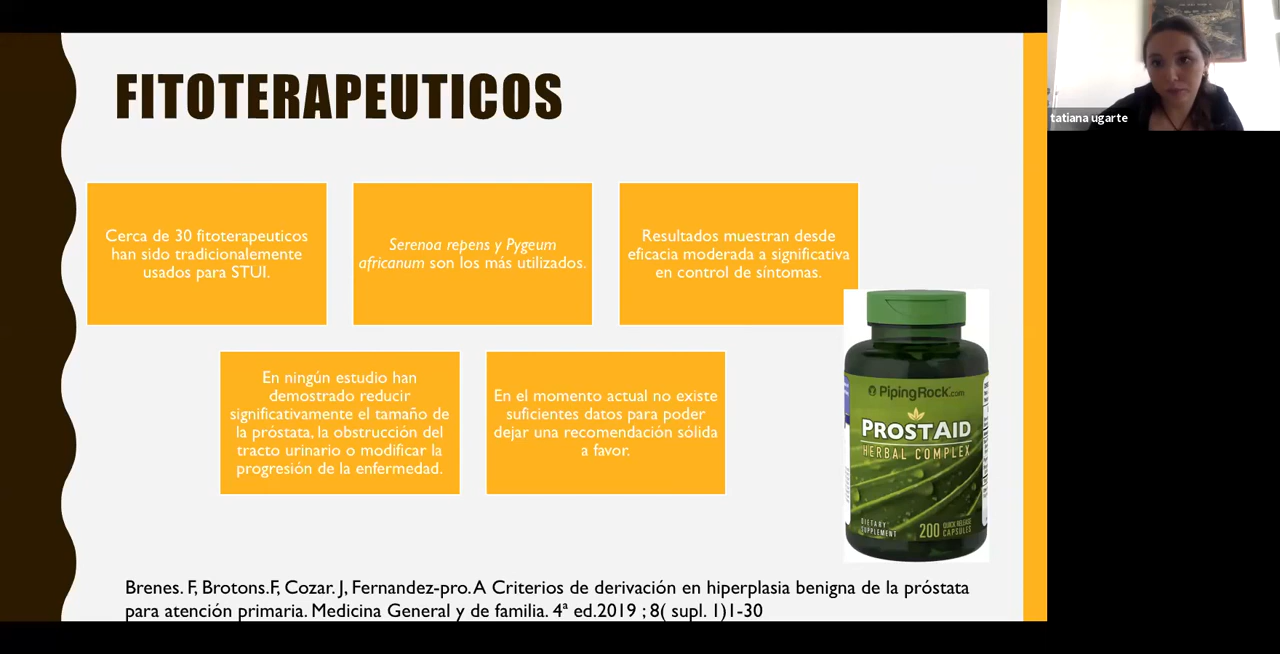 FITOTERAPEUTICOS
tatiana ugarte
Cerca de 30 fitoterapeuticos
han sido tradicionalemente
usados para STUI.
Serenoa repens y Pygeum
africanum son los más utilizados.
Resultados muestran desde
eficacia moderada a significativa
en control de síntomas.
En ningún estudio han
demostrado reducir
significativamente el tamaño de
la próstata, la obstrucción del
tracto urinario o modificar la
progresión de la enfermedad.
En el momento actual no existe
suficientes datos para poder
dejar una recomendación sólida
a favor.
PipingRock.com
PROSTAID
HERBAL COMPLEX
DIETARY
SUPPLEMENT
200 QUICK RELEASE
CAPSULES
Brenes. F, Brotons.F, Cozar. J, Fernandez-pro. A Criterios de derivación en hiperplasia benigna de la próstata
para atención primaria. Medicina General y de familia. 4ª ed.2019 ; 8( supl. 1)1-30